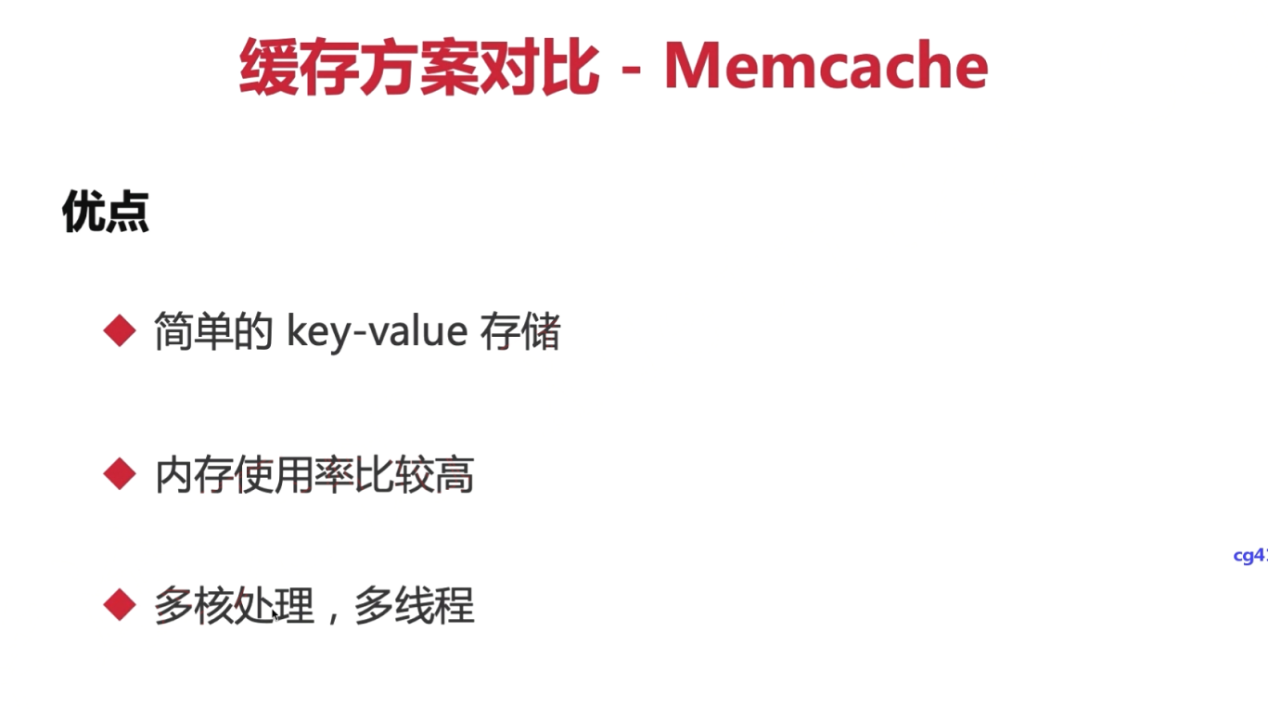 缓存方案对比 - Memcache
优点
简单的 key-value 存储
内存使用率比较高
多核处理，多线程